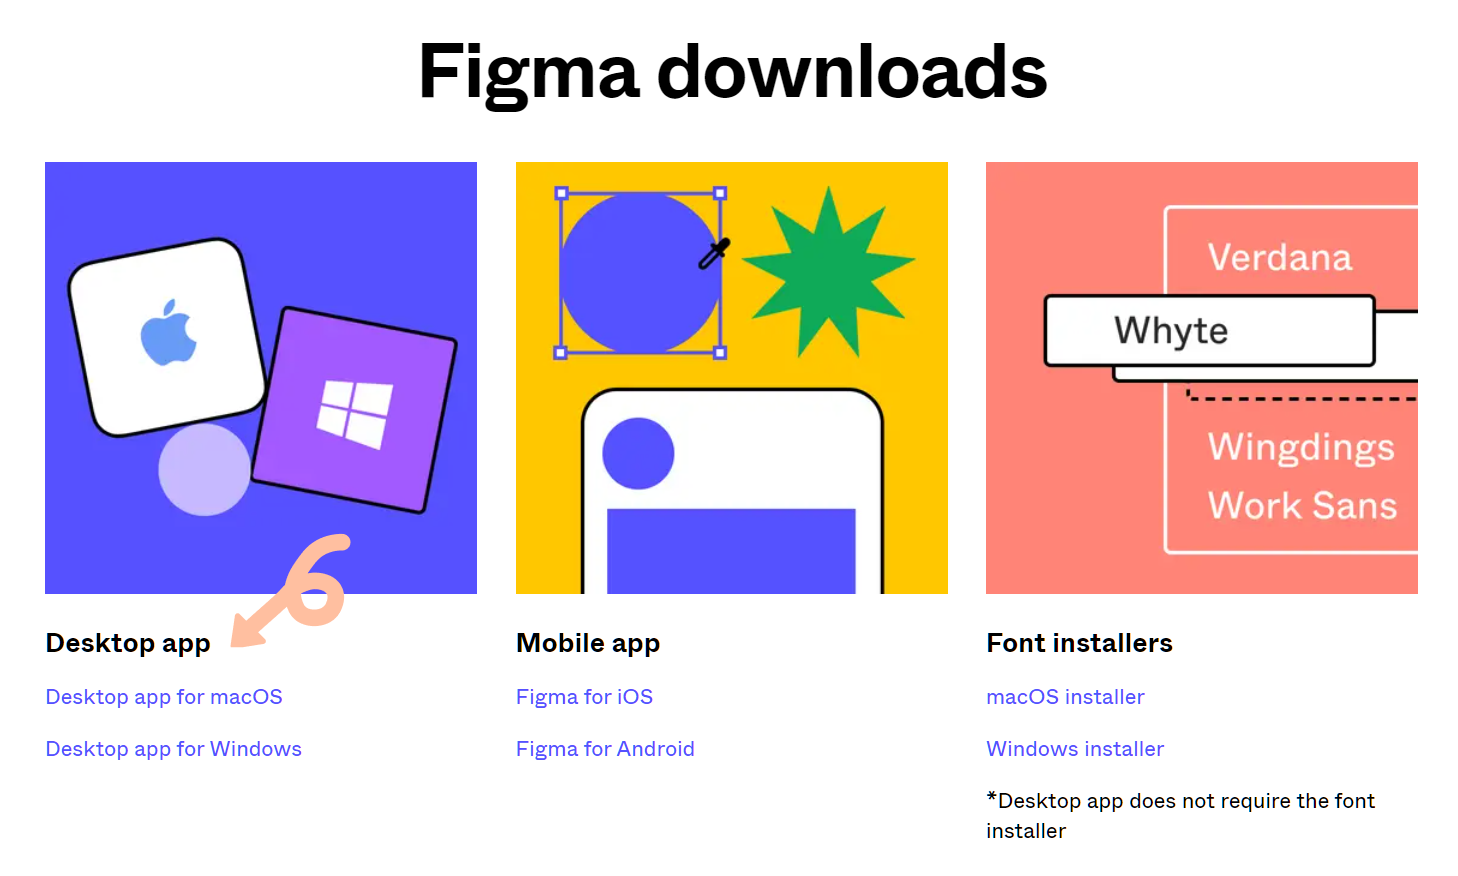 Figma downloads
Verdana
Whyte
Wingdings
Work Sans
Desktop app
Desktop app for macOS
Desktop app for Windows
Mobile app
Figma for iOS
Figma for Android
Font installers
macOS installer
Windows installer
*Desktop app does not require the font
installer